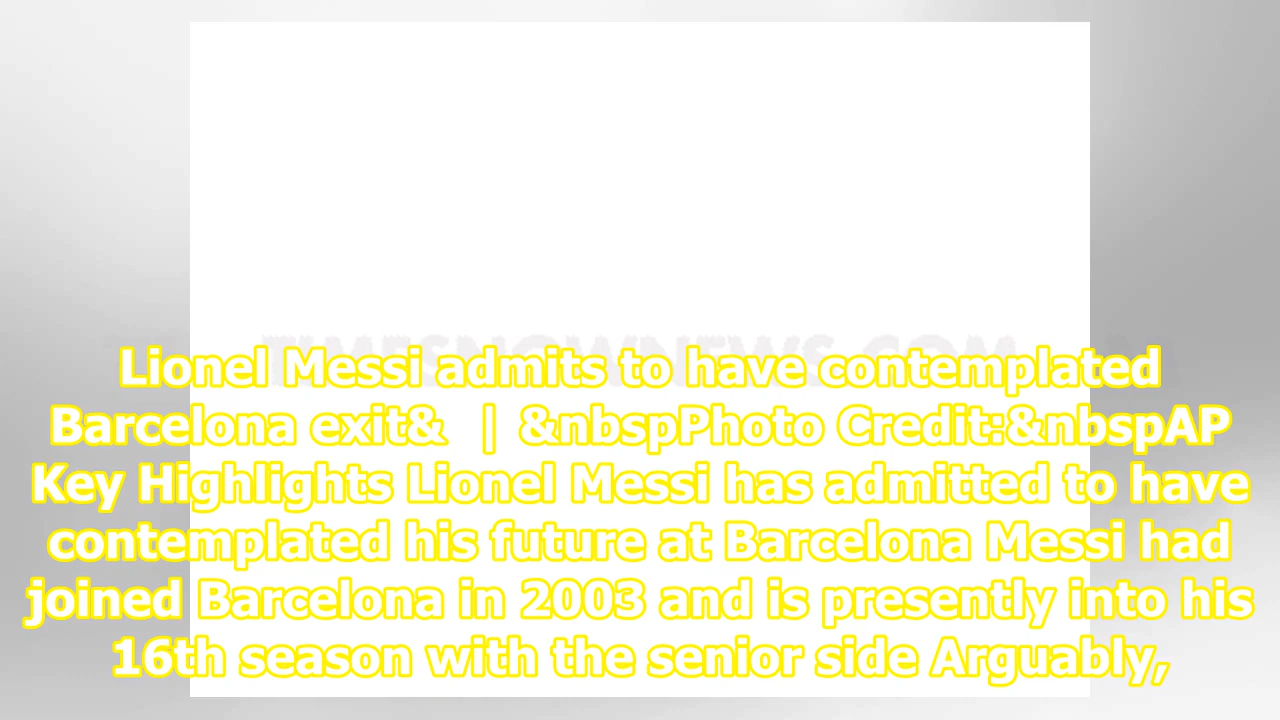 TIMESNOWNEWS.COM
Lionel Messi admits to have contemplated
Barcelona exit&  | &nbspPhoto Credit:&nbspAP
Key Highlights Lionel Messi has admitted to have
contemplated his future at Barcelona Messi had
joined Barcelona in 2003 and is presently into his
16th season with the senior side Arguably,